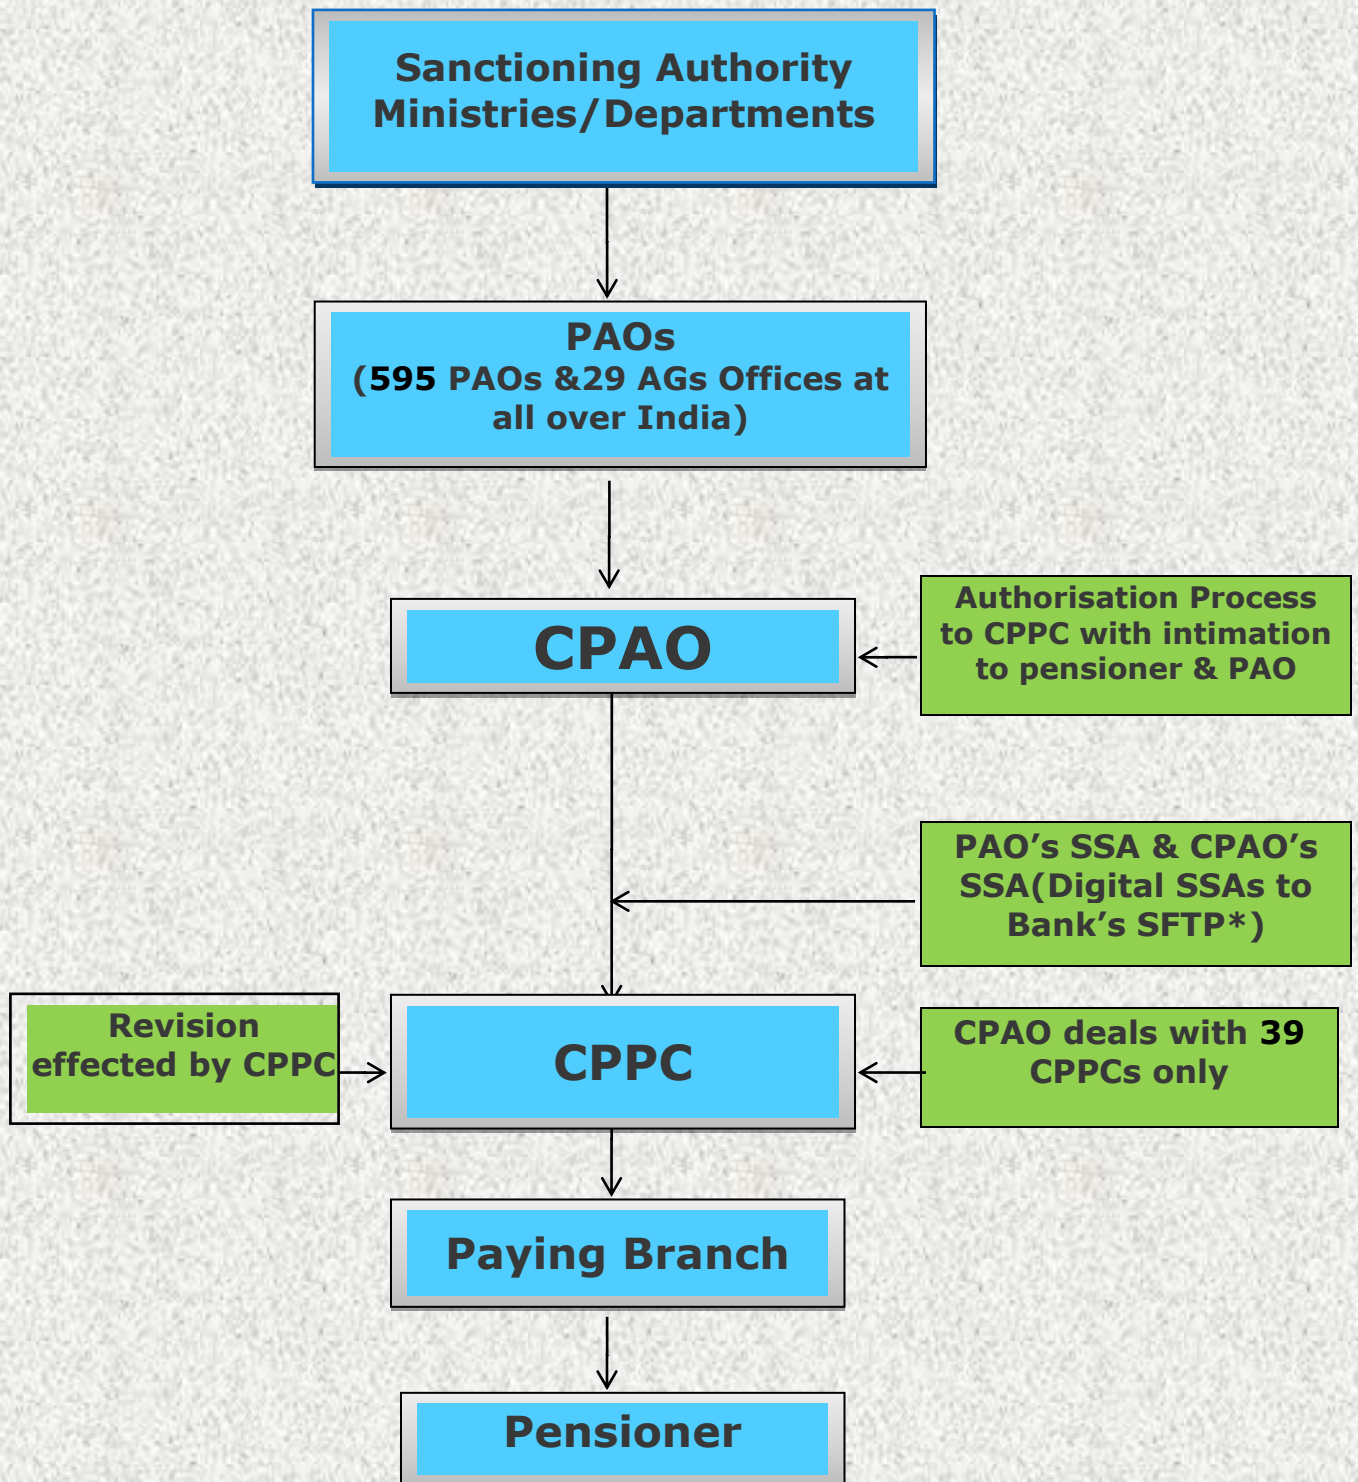 Sanctioning Authority
Ministries/Departments
PAOs
(595 PAOs &29 AGs Offices at
all over India)
CPAO
Authorisation Process
to CPPC with intimation
to pensioner & PAO
PAO’s SSA & CPAO’s
SSA(Digital SSAs to
Bank’s SFTP*)
Revision
effected by CPPC
CPPC
CPAO deals with 39
CPPCs only
Paying Branch
Pensioner